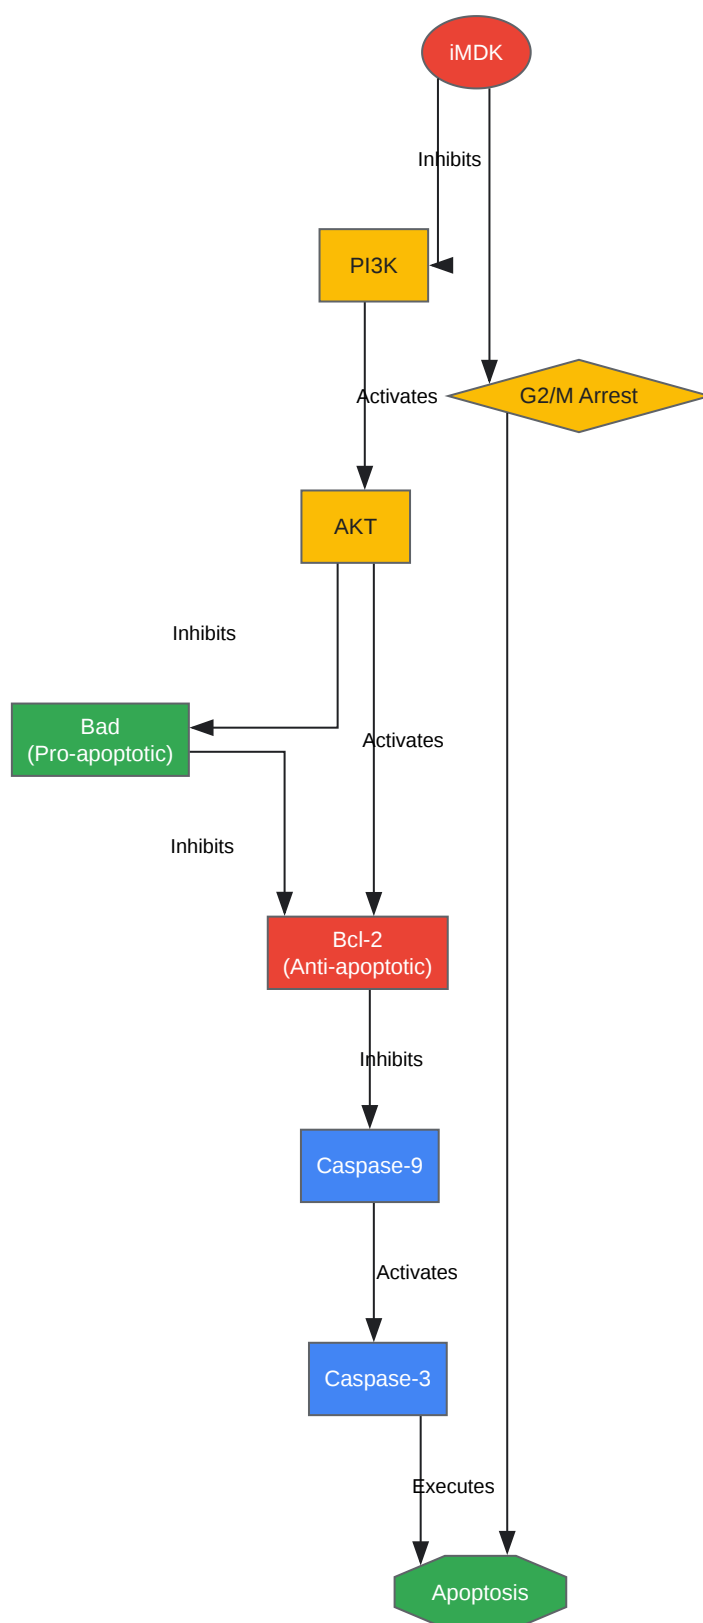 iMDK
Inhibits
PI3K
Activates
G2/M Arrest
AKT
Inhibits
Bad
(Pro-apoptotic)
Activates
Inhibits
Bcl-2
(Anti-apoptotic)
Inhibits
Caspase-9
Activates
Caspase-3
Executes
Apoptosis